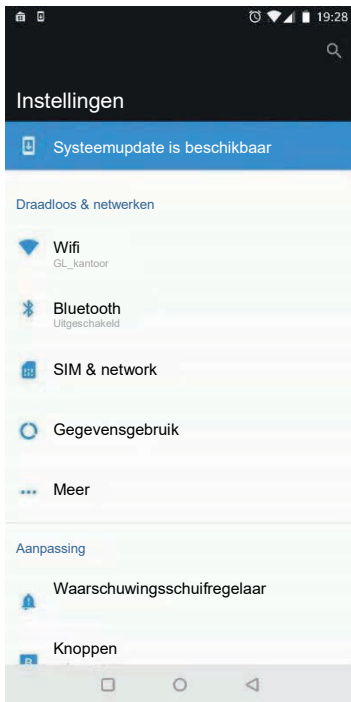 19:28
Instellingen
Systeemupdate is beschikbaar
Draadloos & netwerken
Wifi
GL_kantoor
Bluetooth
Uitgeschakeld
SIM & network
Gegevensgebruik
Meer
Aanpassing
Waarschuwingsschuifregelaar
Knoppen